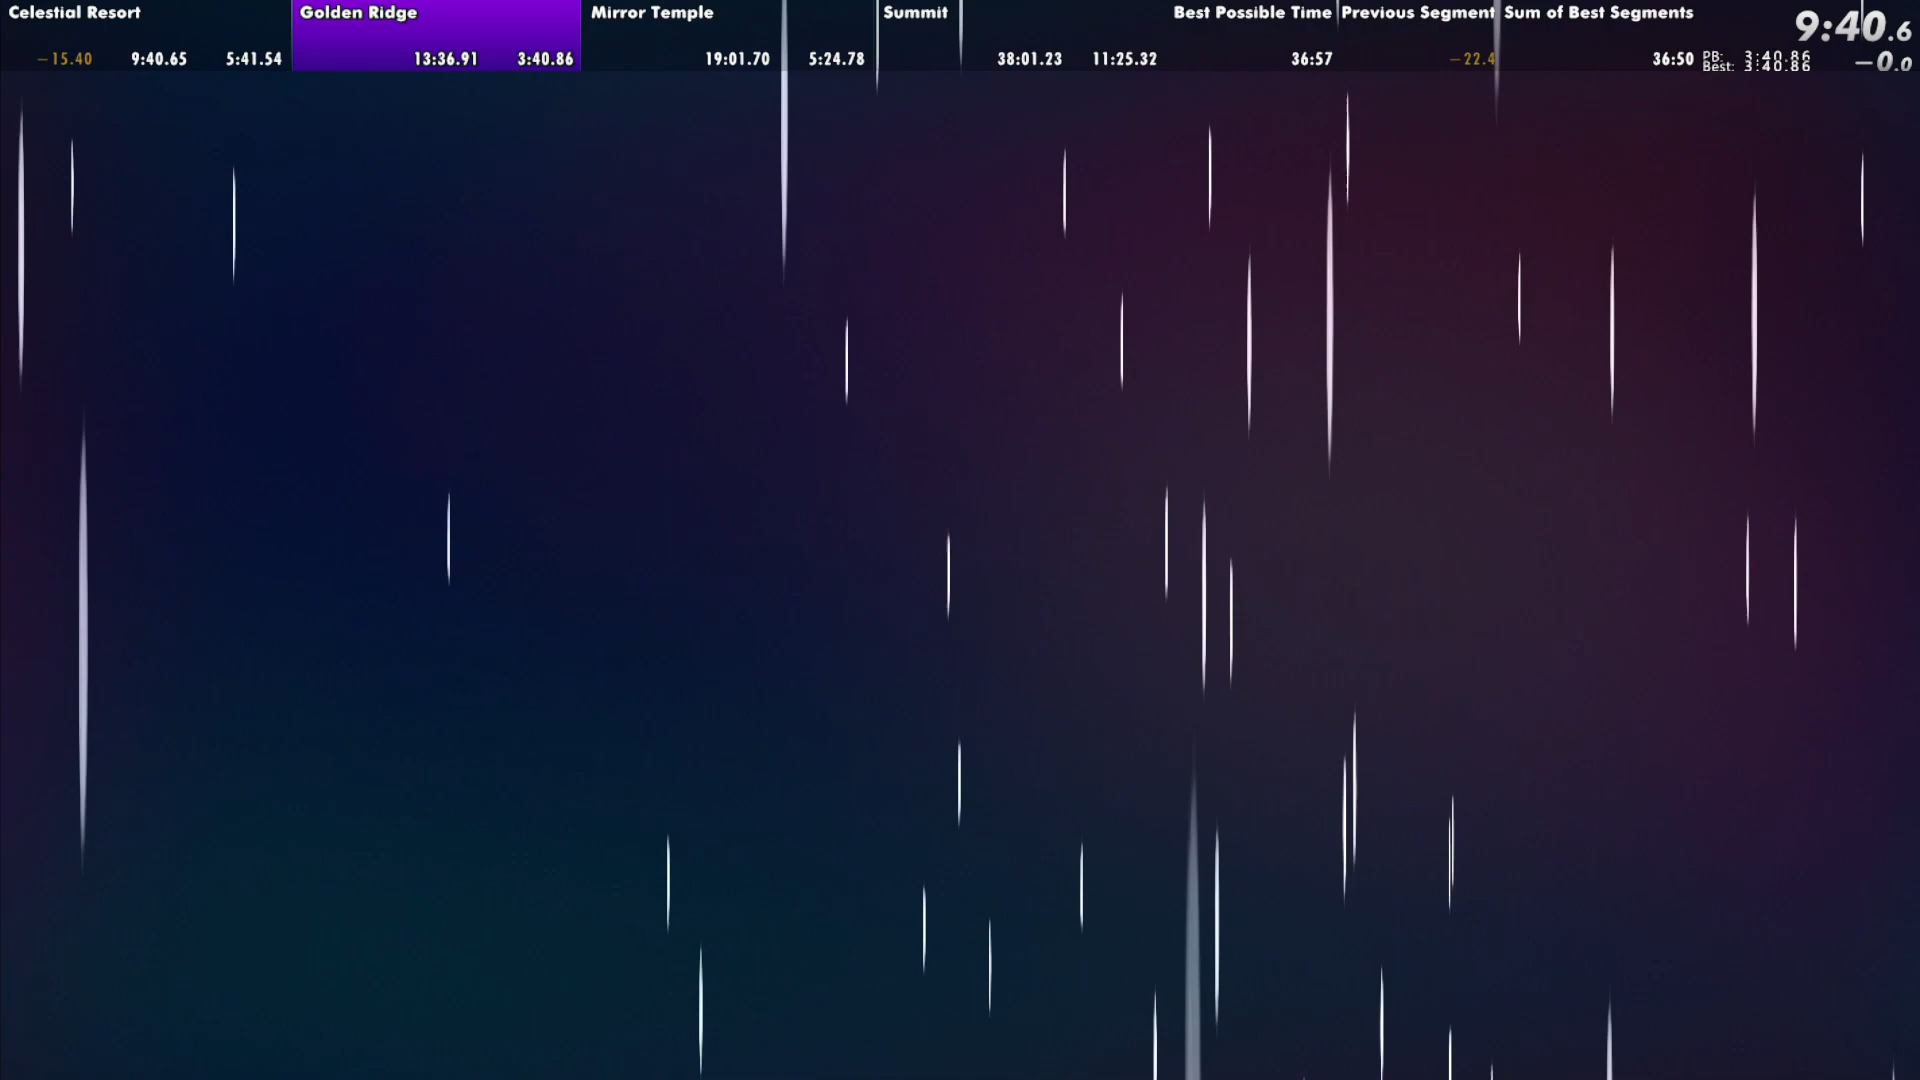 Celestial Resort Golden Ridge Mirror Temple Summit Best Possible Time Previous Segment Sum of Best Segments 9:40.6
−15.40 9:40.65 5:41.54 13:36.91 3:40.86 19:01.70 5:24.78 38:01.23 11:25.32 36:57 −22.4 36:50 PB: 3:40.86 −0.0
Best: 3:40.86